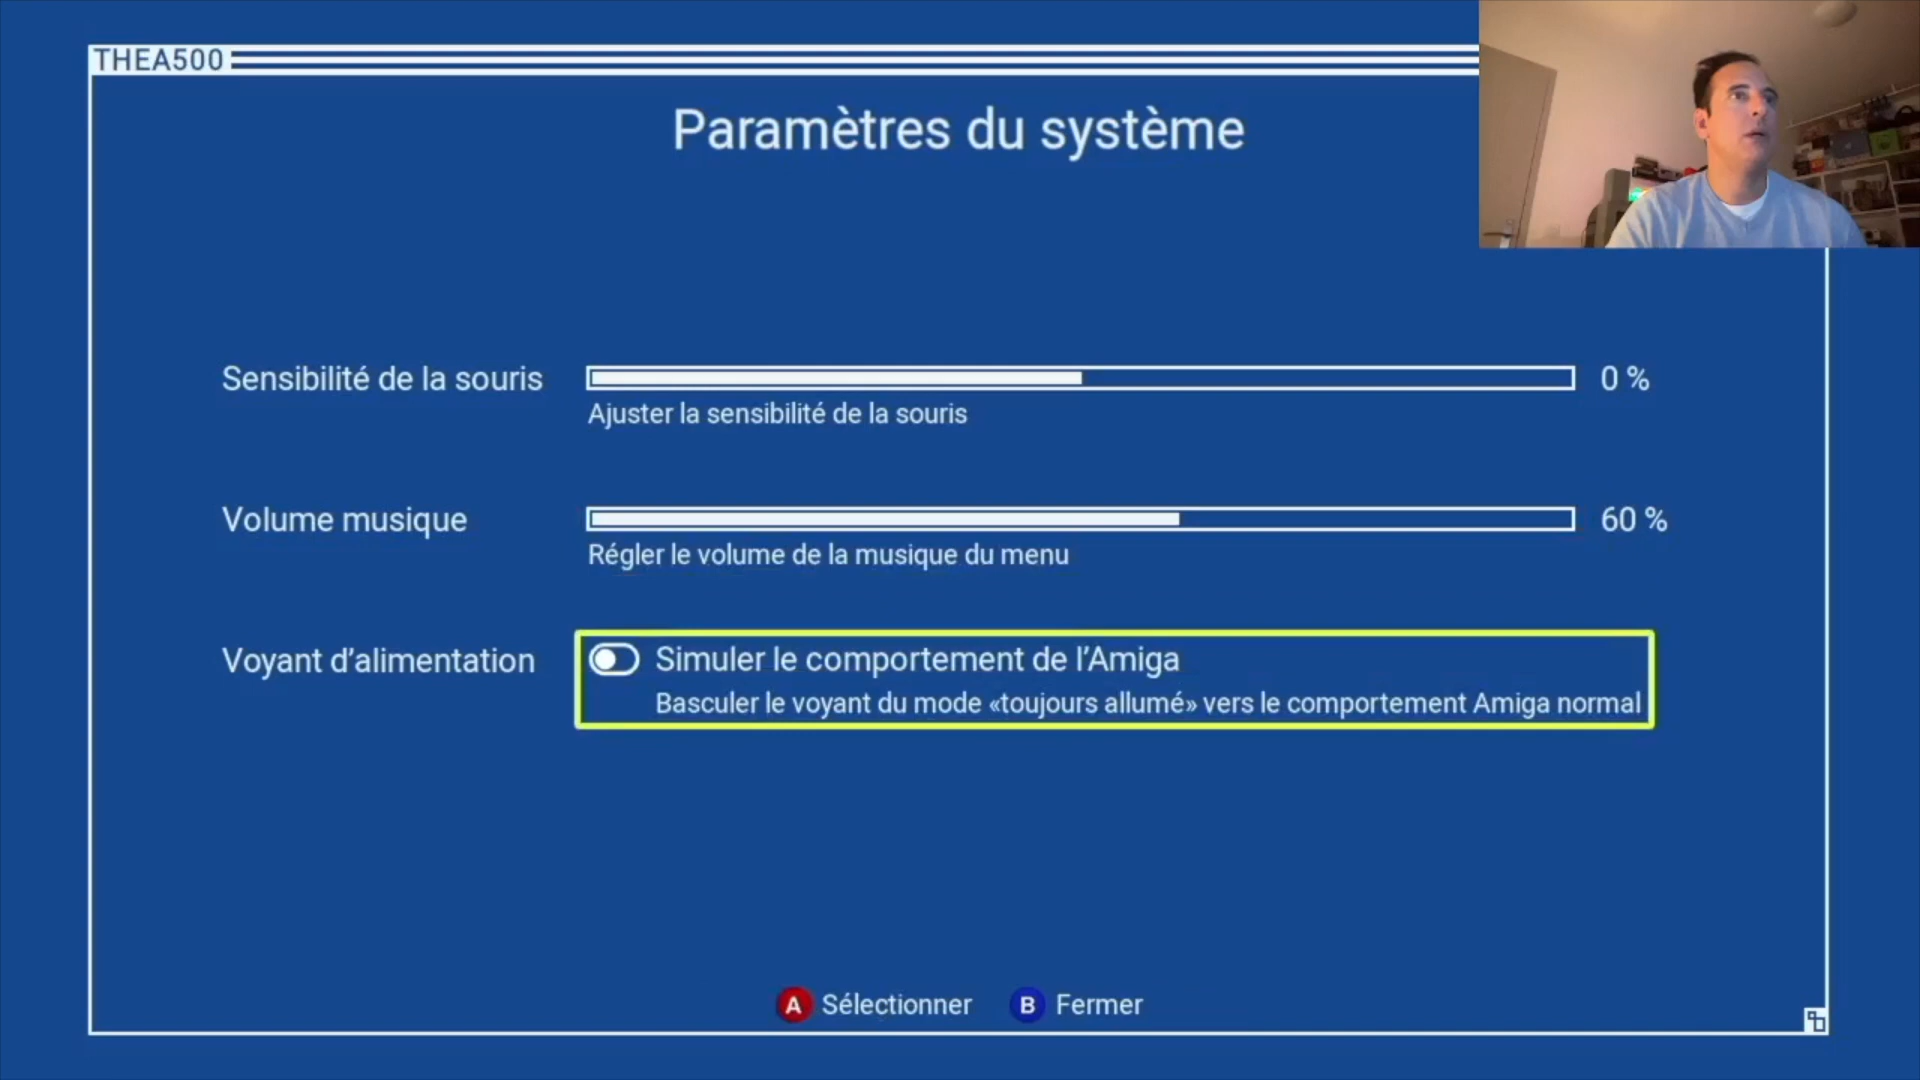 THEA500
Paramètres du système
Sensibilité de la souris
0 %
Ajuster la sensibilité de la souris
Volume musique
60 %
Régler le volume de la musique du menu
Voyant d’alimentation
Simuler le comportement de l’Amiga
Basculer le voyant du mode «toujours allumé» vers le comportement Amiga normal
A Sélectionner
B Fermer